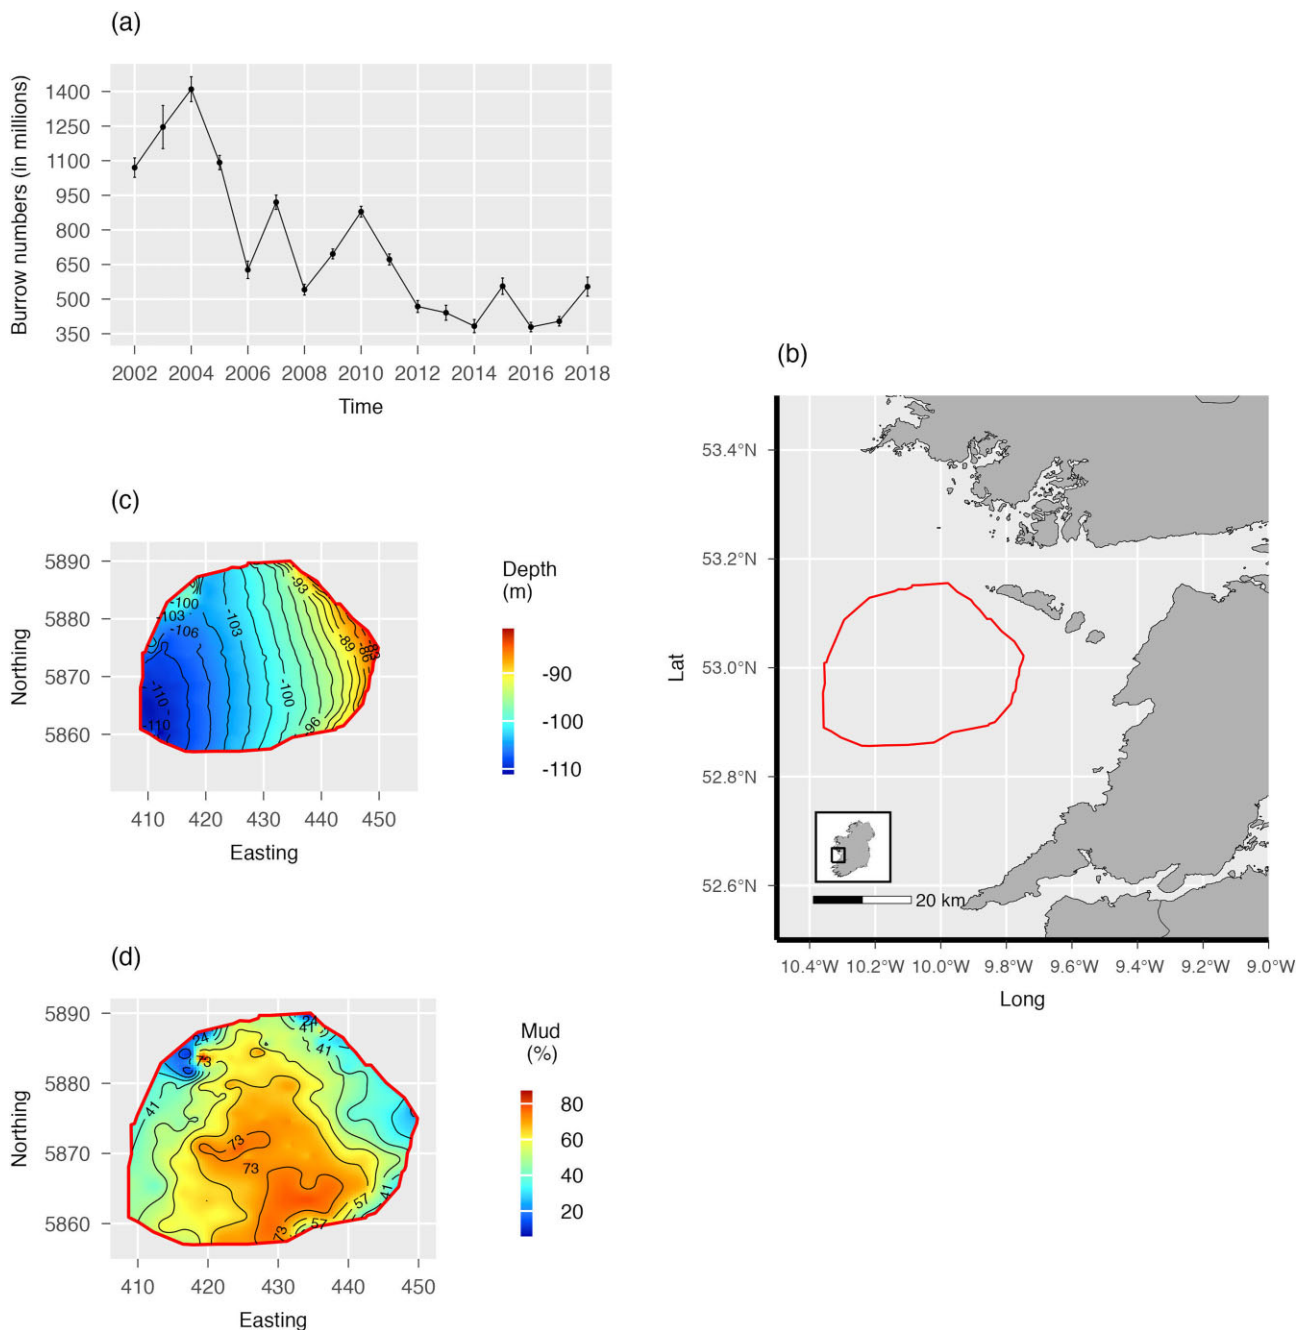 (a)
Burrow numbers (in millions)
1400
1250
1100
950
800
650
500
350
2002 2004 2006 2008 2010 2012 2014 2016 2018
Time
(b)
53.4°N
53.2°N
53.0°N
52.8°N
52.6°N
Lat
20 km
10.4°W 10.2°W 10.0°W 9.8°W 9.6°W 9.4°W 9.2°W 9.0°W
Long
(c)
Northing
5890
5880
5870
5860
-93
-100
-103
-103
-106
-89
-83
-86
-110
-100
-110
-96
410 420 430 440 450
Easting
Depth
(m)
-90
-100
-110
(d)
Northing
5890
5880
5870
5860
24
24
41
41
73
41
73
73
41
57
57
73
410 420 430 440 450
Easting
Mud
(%)
80
60
40
20